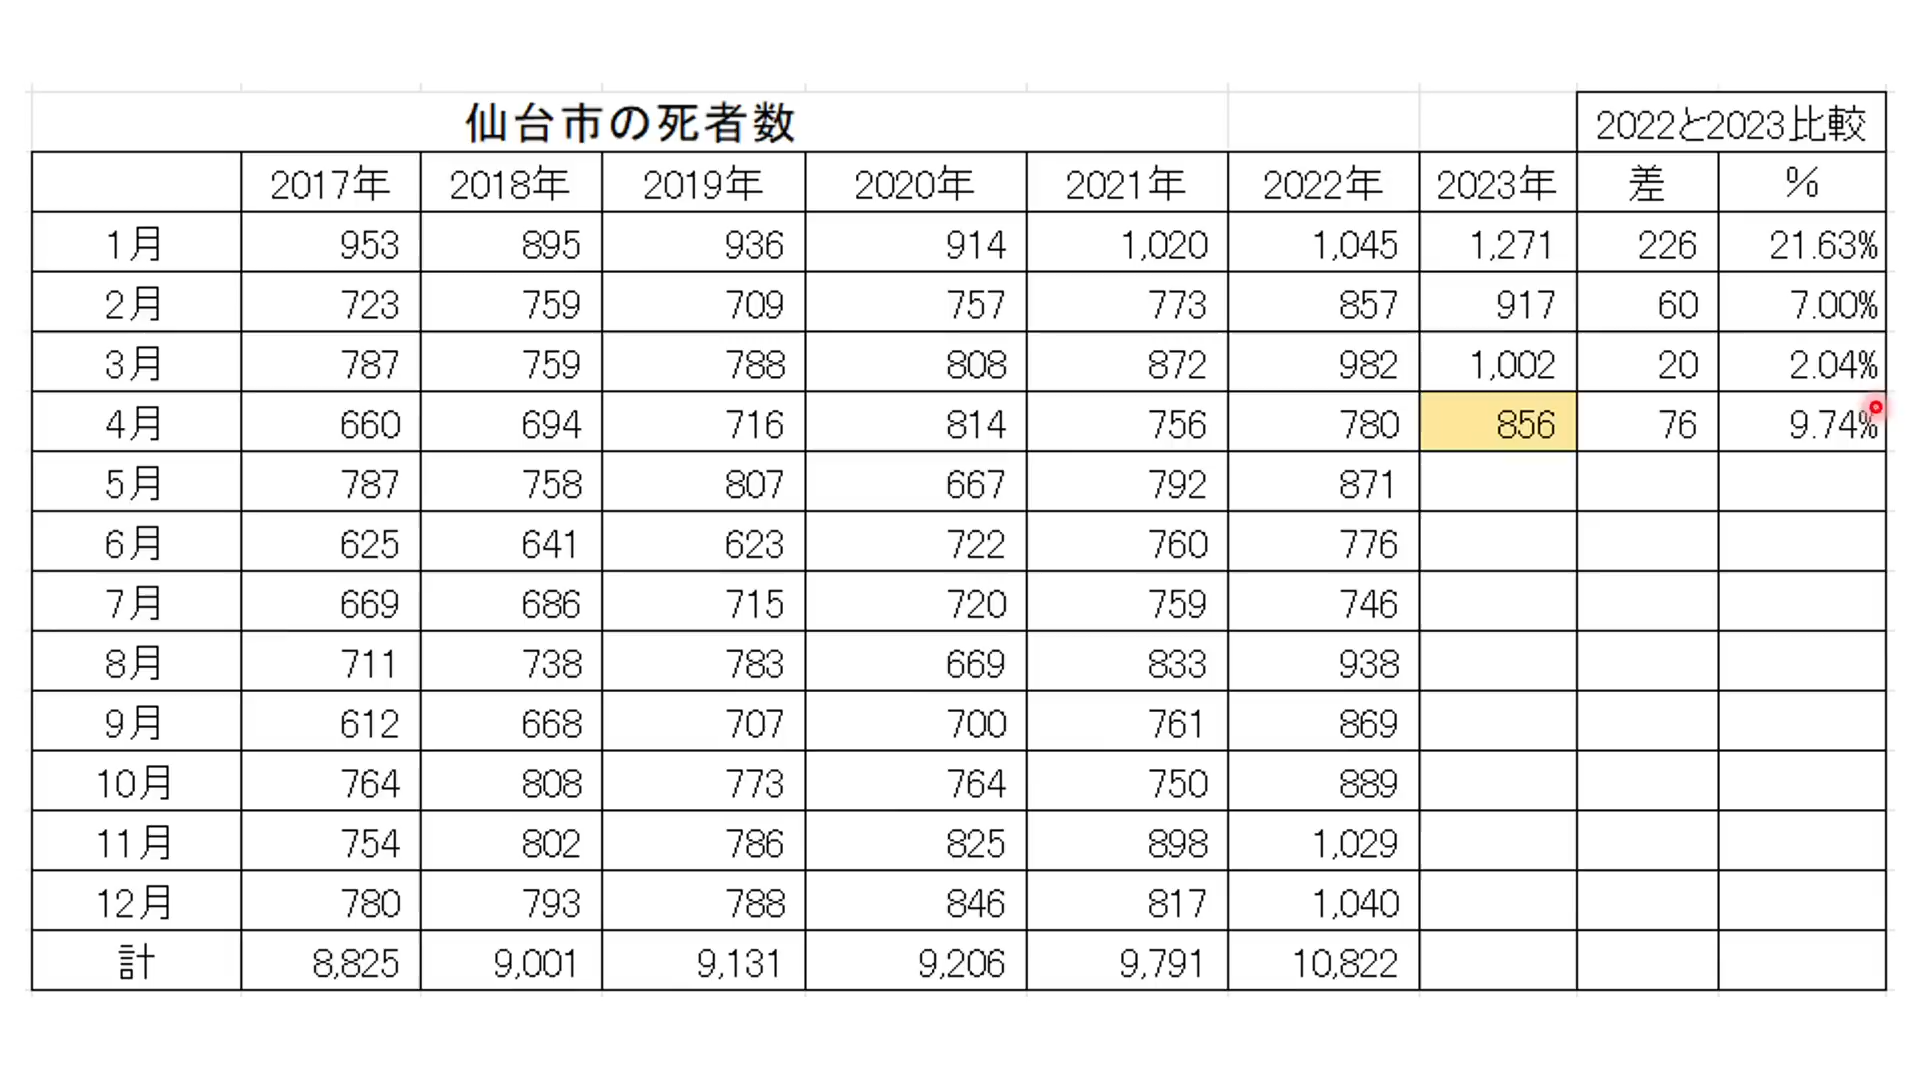 仙台市の死者数 2022と2023比較
2017年 2018年 2019年 2020年 2021年 2022年 2023年 差 %
1月 953 895 936 914 1,020 1,045 1,271 226 21.63%
2月 723 759 709 757 773 857 917 60 7.00%
3月 787 759 788 808 872 982 1,002 20 2.04%
4月 660 694 716 814 756 780 856 76 9.74%
5月 787 758 807 667 792 871
6月 625 641 623 722 760 776
7月 669 686 715 720 759 746
8月 711 738 783 669 833 938
9月 612 668 707 700 761 869
10月 764 808 773 764 750 889
11月 754 802 786 825 898 1,029
12月 780 793 788 846 817 1,040
計 8,825 9,001 9,131 9,206 9,791 10,822